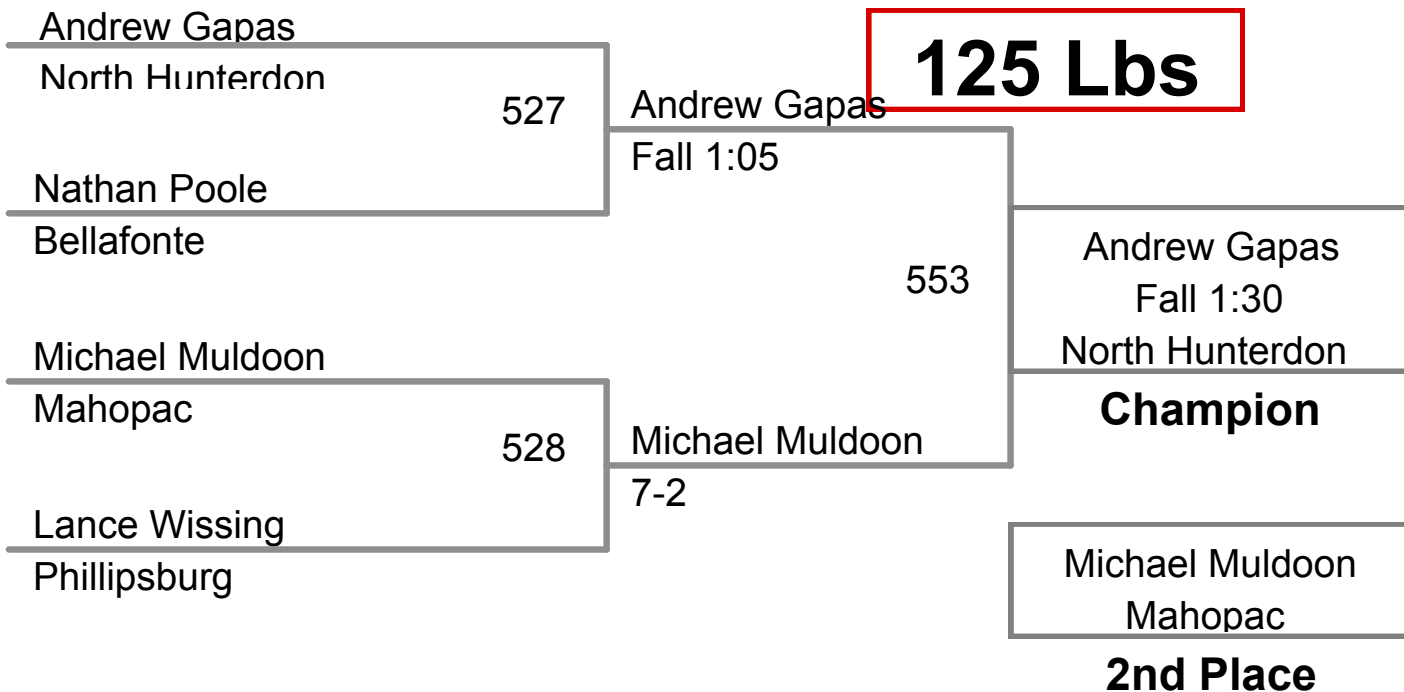 Andrew Gapas
North Hunterdon
125 Lbs
527
Andrew Gapas
Fall 1:05
Nathan Poole
Bellafonte
553
Andrew Gapas
Fall 1:30
North Hunterdon
Champion
Michael Muldoon
Mahopac
528
Michael Muldoon
7-2
Lance Wissing
Phillipsburg
Michael Muldoon
Mahopac
2nd Place